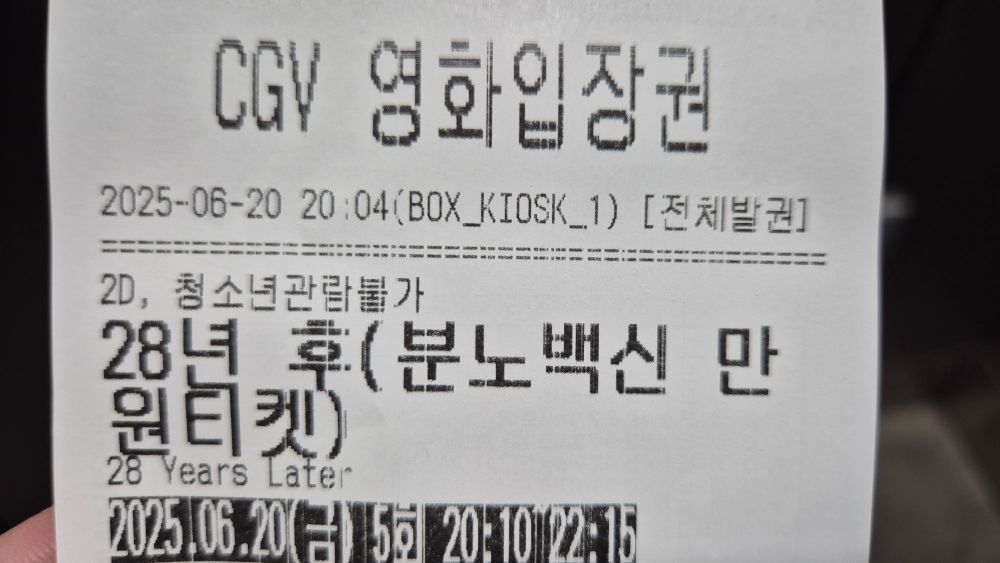 CGV 영화입장권
2025-06-20 20:04(BOX_KIOSK_1) [전체발권]
================================================
2D, 청소년관람불가
28년 후(분노백신 만
원티켓)
28 Years Later
2025.06.20(금) 5회 20:10 22:15